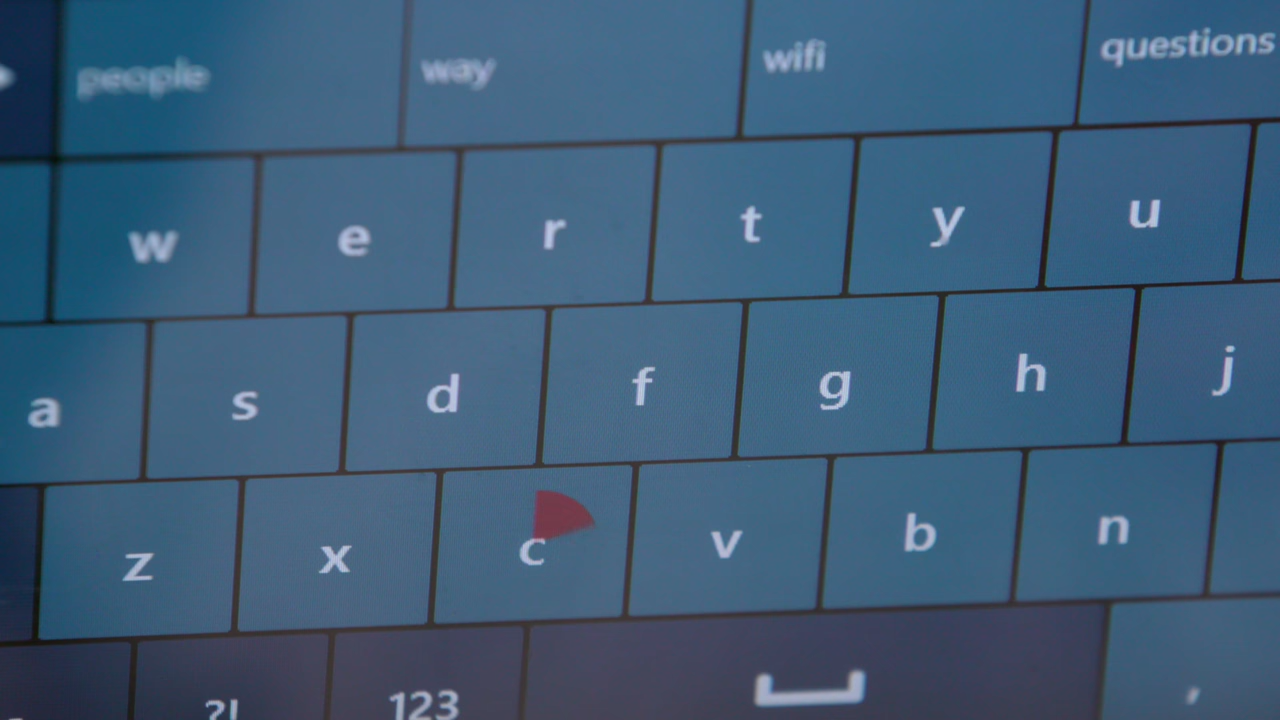 people way wifi questions
w e r t y u
a s d f g h j
z x c v b n
?! 123 ,